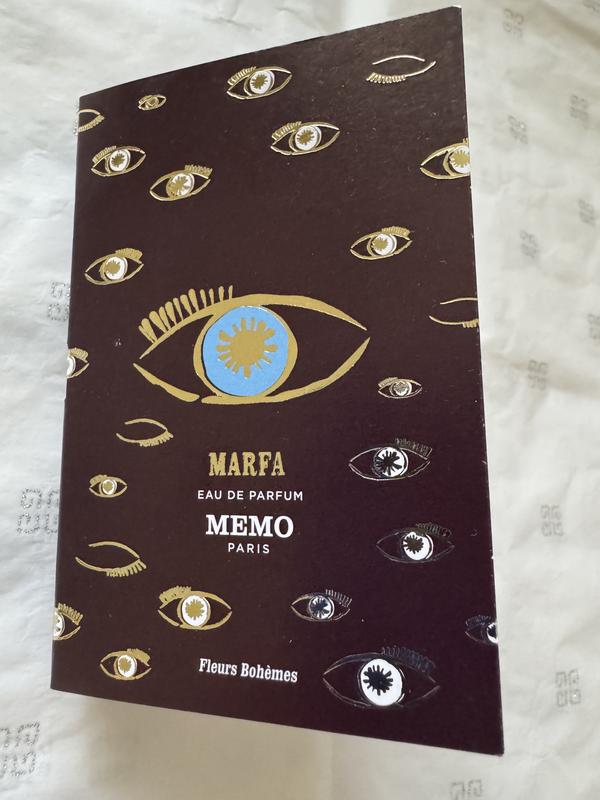 MARFA
EAU DE PARFUM
MEMO
PARIS
Fleurs Bohèmes